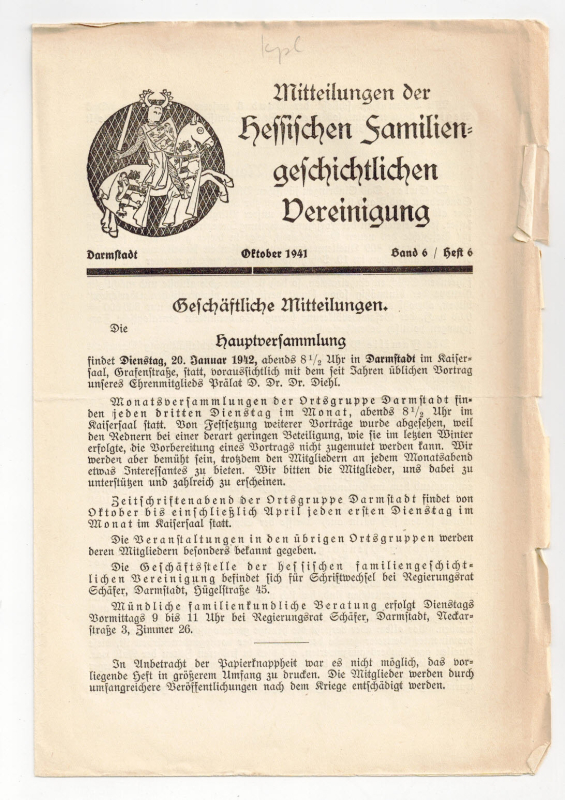 kpl
Mitteilungen der
Hessischen Familien-
geschichtlichen
Vereinigung
Darmstadt Oktober 1941 Band 6 / Heft 6
Geschäftliche Mitteilungen.
Die
Hauptversammlung
findet Dienstag, 20. Januar 1942, abends 8 1/2 Uhr in Darmstadt im Kaiser-
saal, Grafenstraße, statt, voraussichtlich mit dem seit Jahren üblichen Vortrag
unseres Ehrenmitglieds Prälat D. Dr. Dr. Diehl.
Monatsversammlungen der Ortsgruppe Darmstadt fin-
den jeden dritten Dienstag im Monat, abends 8 1/2 Uhr im
Kaisersaal statt. Von Festsetzung weiterer Vorträge wurde abgesehen, weil
den Rednern bei einer derart geringen Beteiligung, wie sie im letzten Winter
erfolgte, die Vorbereitung eines Vortrags nicht zugemutet werden kann. Wir
werden aber bemüht sein, trotzdem den Mitgliedern an jedem Monatsabend
etwas Interessantes zu bieten. Wir bitten die Mitglieder, uns dabei zu
unterstützen und zahlreich zu erscheinen.
Zeitschriftenabend der Ortsgruppe Darmstadt findet von
Oktober bis einschließlich April jeden ersten Dienstag im
Monat im Kaisersaal statt.
Die Veranstaltungen in den übrigen Ortsgruppen werden
deren Mitgliedern besonders bekannt gegeben.
Die Geschäftsstelle der hessischen familiengeschicht-
lichen Vereinigung befindet sich für Schriftwechsel bei Regierungsrat
Schäfer, Darmstadt, Hügelstraße 45.
Mündliche familienkundliche Beratung erfolgt Dienstags
Vormittags 9 bis 11 Uhr bei Regierungsrat Schäfer, Darmstadt, Neckar-
straße 3, Zimmer 26.
In Anbetracht der Papierknappheit war es nicht möglich, das vor-
liegende Heft in größerem Umfang zu drucken. Die Mitglieder werden durch
umfangreichere Veröffentlichungen nach dem Kriege entschädigt werden.